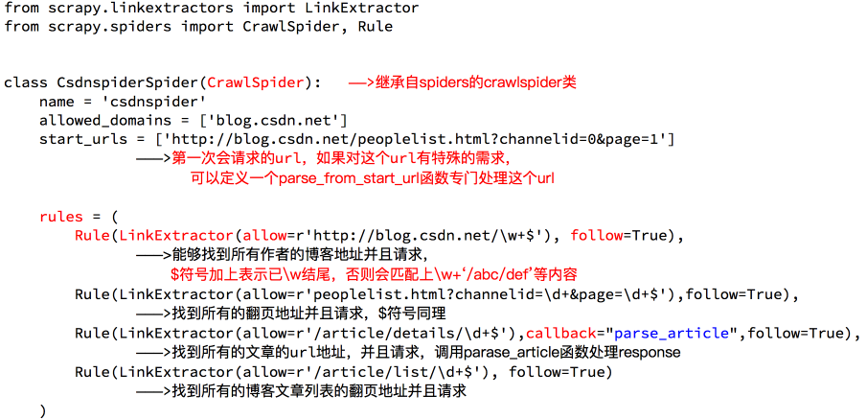 from scrapy.linkextractors import LinkExtractor
from scrapy.spiders import CrawlSpider, Rule
class CsdnspiderSpider(CrawlSpider):   ——>继承自spiders的crawlspider类
    name = 'csdnspider'
    allowed_domains = ['blog.csdn.net']
    start_urls = ['http://blog.csdn.net/peoplelist.html?channelid=0&page=1']
               ———>第一次会请求的url，如果对这个url有特殊的需求，
                     可以定义一个parse_from_start_url函数专门处理这个url
    rules = (
        Rule(LinkExtractor(allow=r'http://blog.csdn.net/\w+$'), follow=True),
               ———>能够找到所有作者的博客地址并且请求，
                   $符号加上表示已\w结尾，否则会匹配上\w+‘/abc/def’等内容
        Rule(LinkExtractor(allow=r'peoplelist.html?channelid=\d+&page=\d+$'),follow=True),
               ———>找到所有的翻页地址并且请求，$符号同理
        Rule(LinkExtractor(allow=r'/article/details/\d+$'),callback="parse_article",follow=True),
               ———>找到所有的文章的url地址，并且请求，调用parase_article函数处理response
        Rule(LinkExtractor(allow=r'/article/list/\d+$'), follow=True)
               ———>找到所有的博客文章列表的翻页地址并且请求
    )